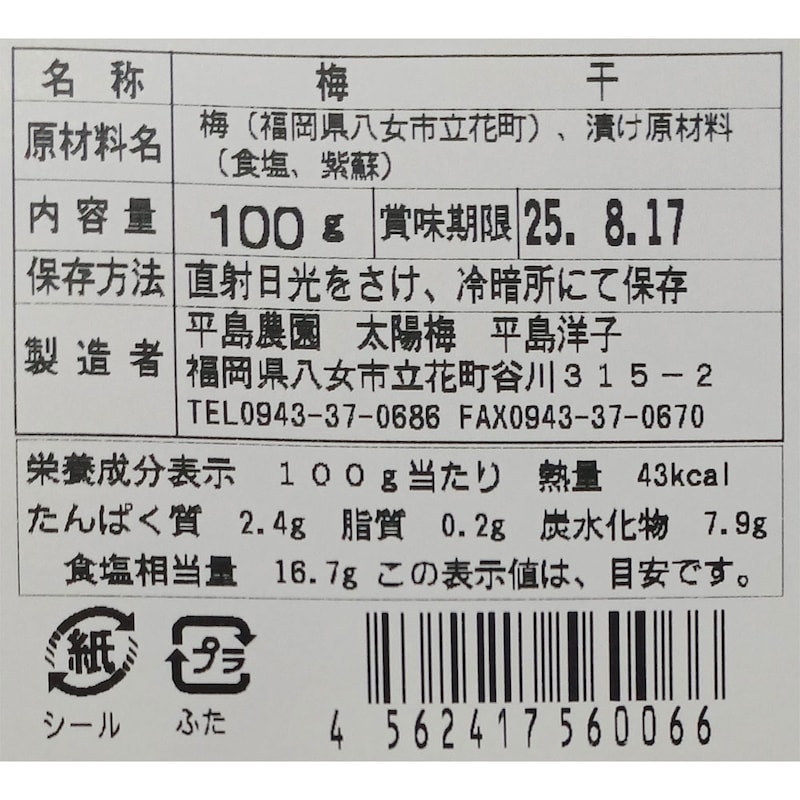 名称 梅干
原材料名 梅（福岡県八女市立花町）、漬け原材料
（食塩、紫蘇）
内容量 100g 賞味期限 25. 8.17
保存方法 直射日光をさけ、冷暗所にて保存
製造者 平島農園 太陽梅 平島洋子
福岡県八女市立花町谷川３１５－２
TEL0943-37-0686 FAX0943-37-0670
栄養成分表示 １００ｇ当たり 熱量 43kcal
たんぱく質 2.4g 脂質 0.2g 炭水化物 7.9g
食塩相当量 16.7g この表示値は、目安です。
紙 プラ
シール ふた
4 562417 560066